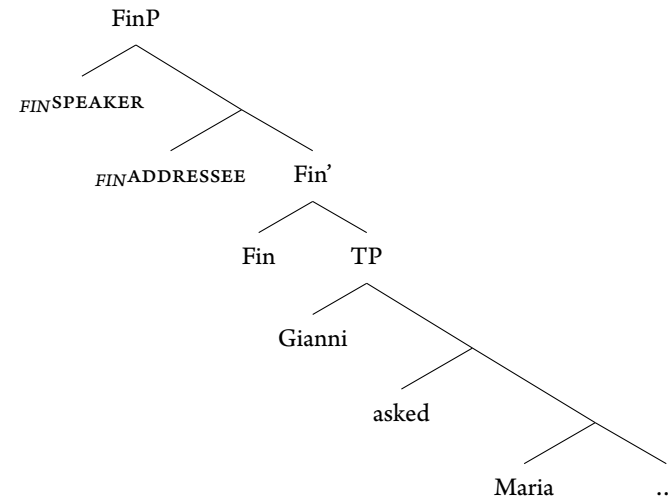 FinP
FINSPEAKER
FINADDRESSEE Fin’
Fin TP
Gianni
asked
Maria ..